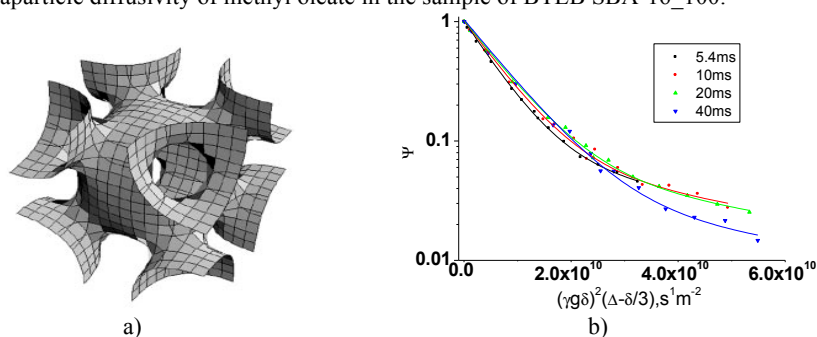 aparticle diffusivity of methyl oleate in the sample of BTEB SBA-16_100.
1
0.1
0.01
Ψ
5.4ms
10ms
20ms
40ms
0.0 2.0x10¹⁰ 4.0x10¹⁰ 6.0x10¹⁰
(γgδ)²(Δ-δ/3),s¹m⁻²
a) b)